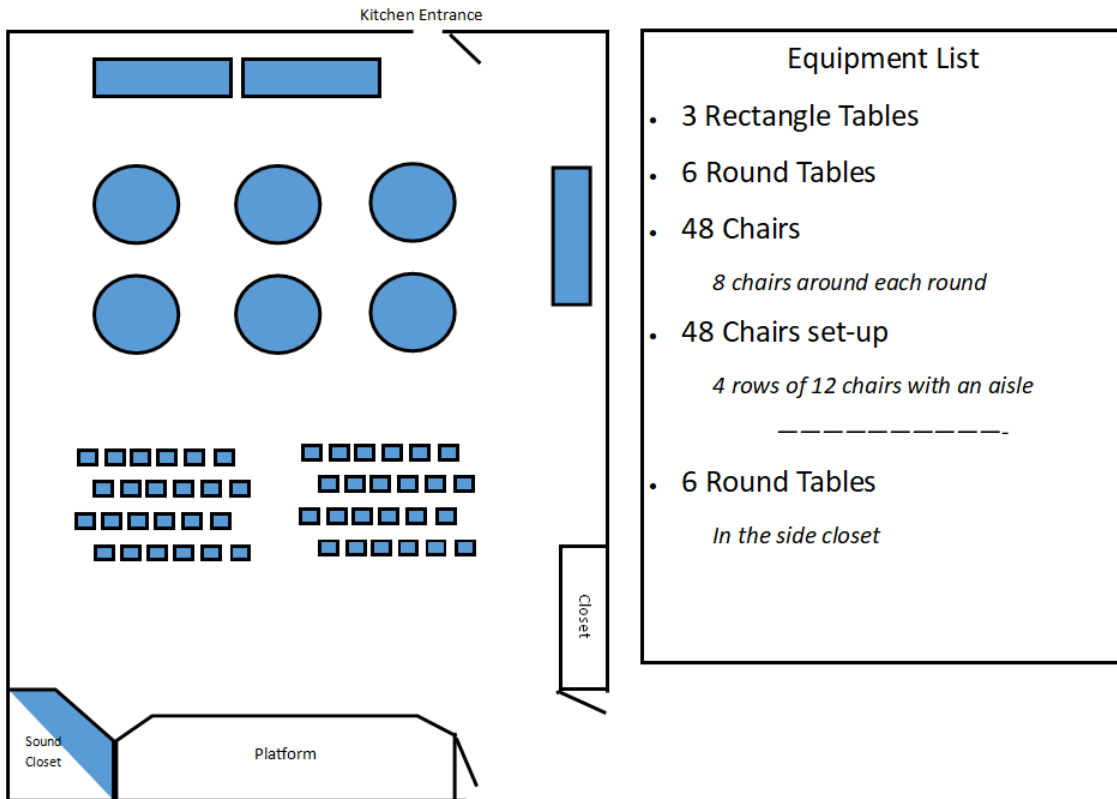 Kitchen Entrance
Equipment List
• 3 Rectangle Tables
• 6 Round Tables
• 48 Chairs
8 chairs around each round
• 48 Chairs set-up
4 rows of 12 chairs with an aisle
——————————-
• 6 Round Tables
In the side closet
Closet
Sound
Closet
Platform